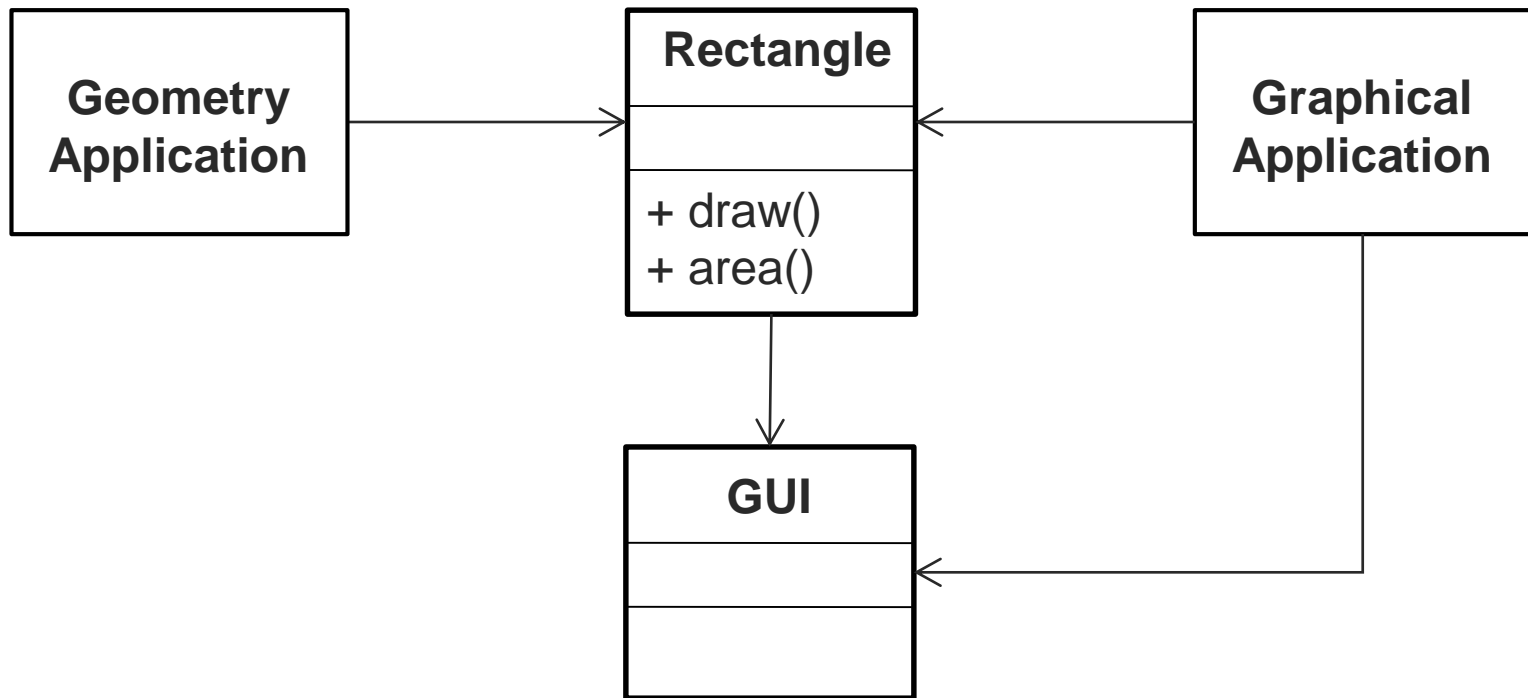 Geometry
Application
Rectangle
+ draw()
+ area()
Graphical
Application
GUI